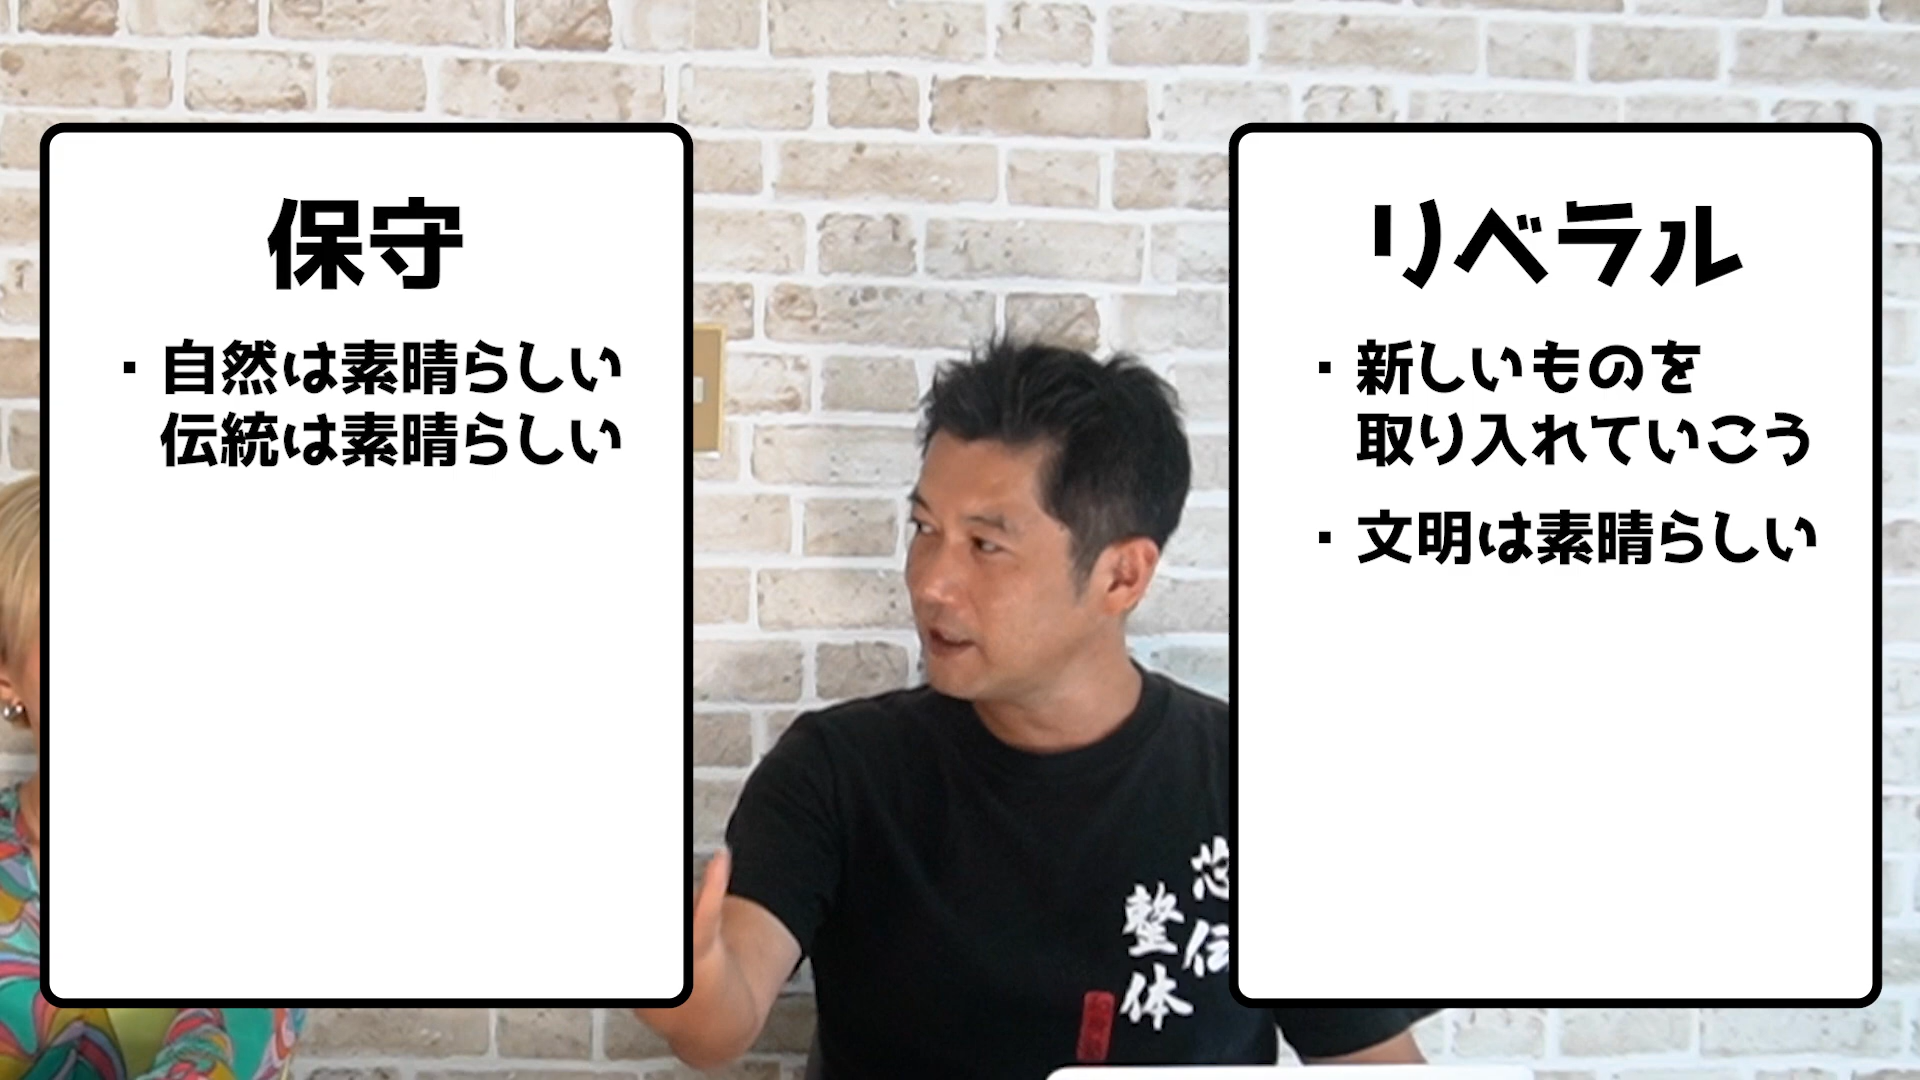 保守
・自然は素晴らしい
伝統は素晴らしい
リベラル
・新しいものを
取り入れていこう
・文明は素晴らしい
芯伝
整体